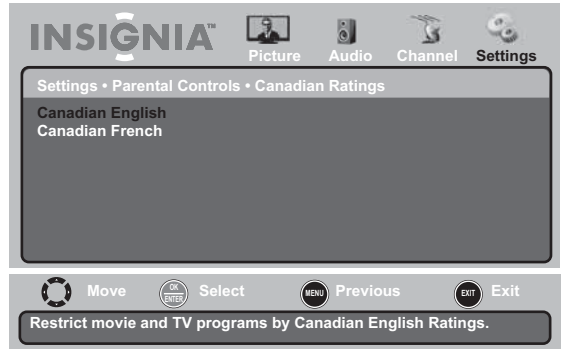 INSIGNIA™
Picture Audio Channel Settings
Settings • Parental Controls • Canadian Ratings
Canadian English
Canadian French
Move OK ENTER Select MENU Previous EXIT Exit
Restrict movie and TV programs by Canadian English Ratings.